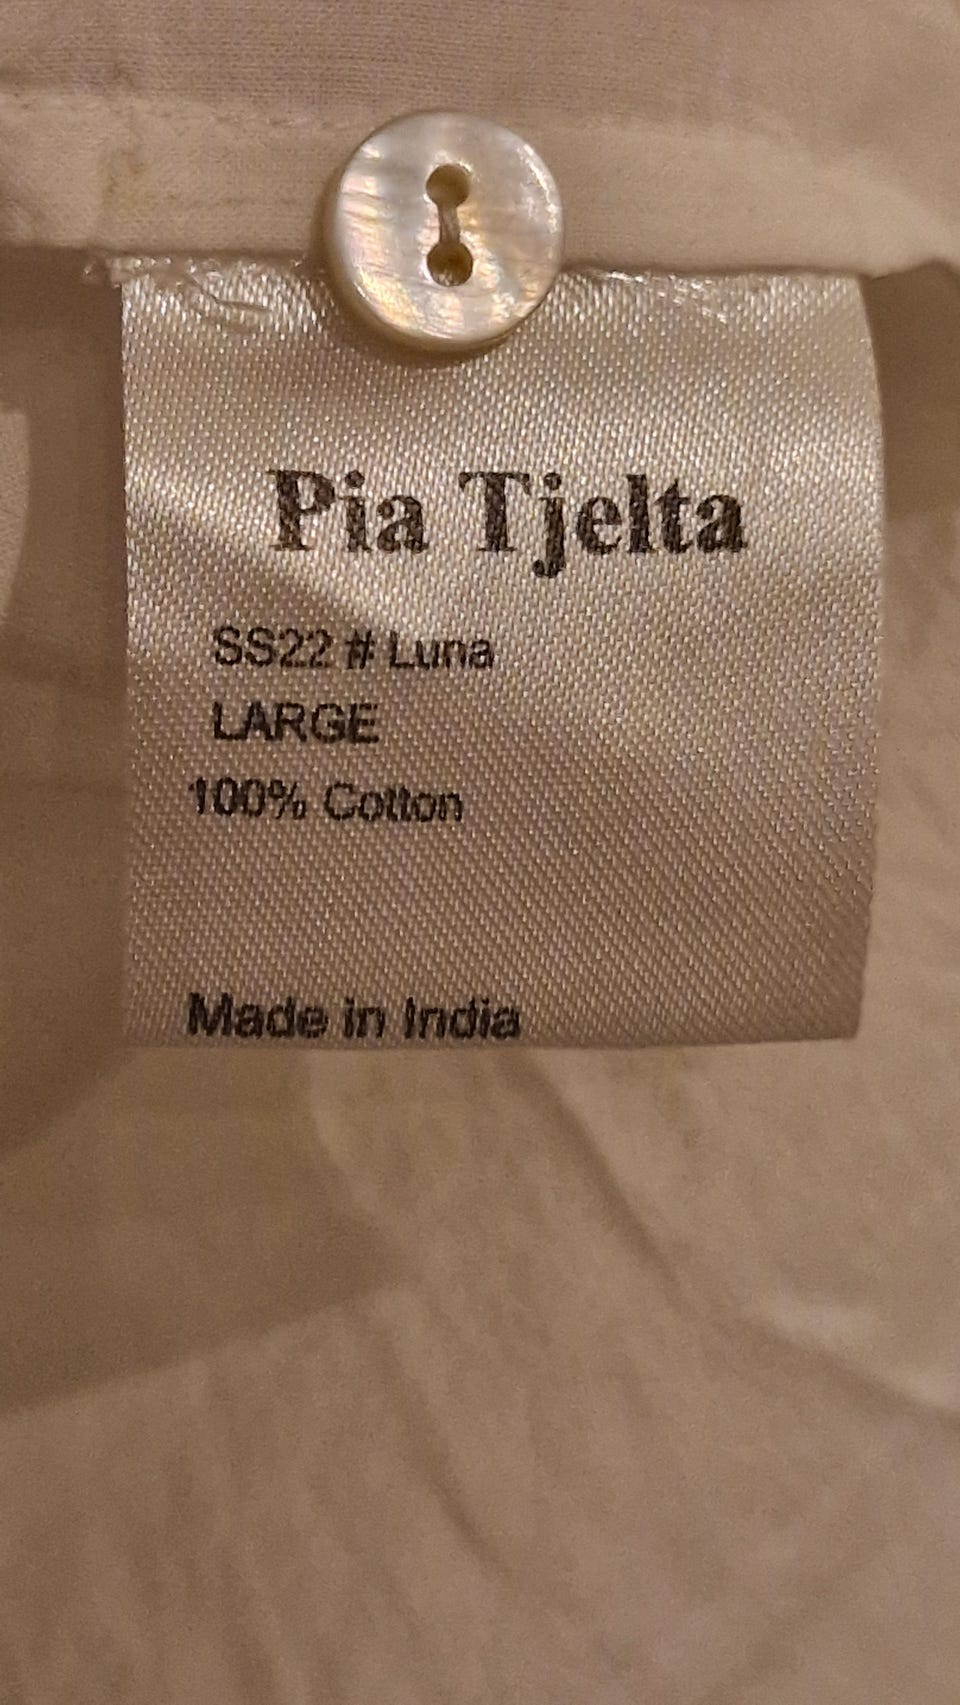 Pia Tjelta
SS22 # Luna
LARGE
100% Cotton
Made in India